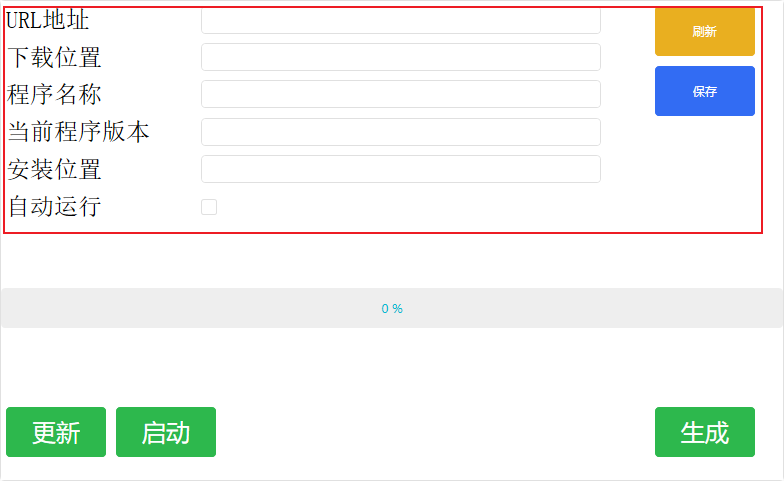 URL地址
刷新
下载位置
保存
程序名称
当前程序版本
安装位置
自动运行
0 %
更新 启动 生成